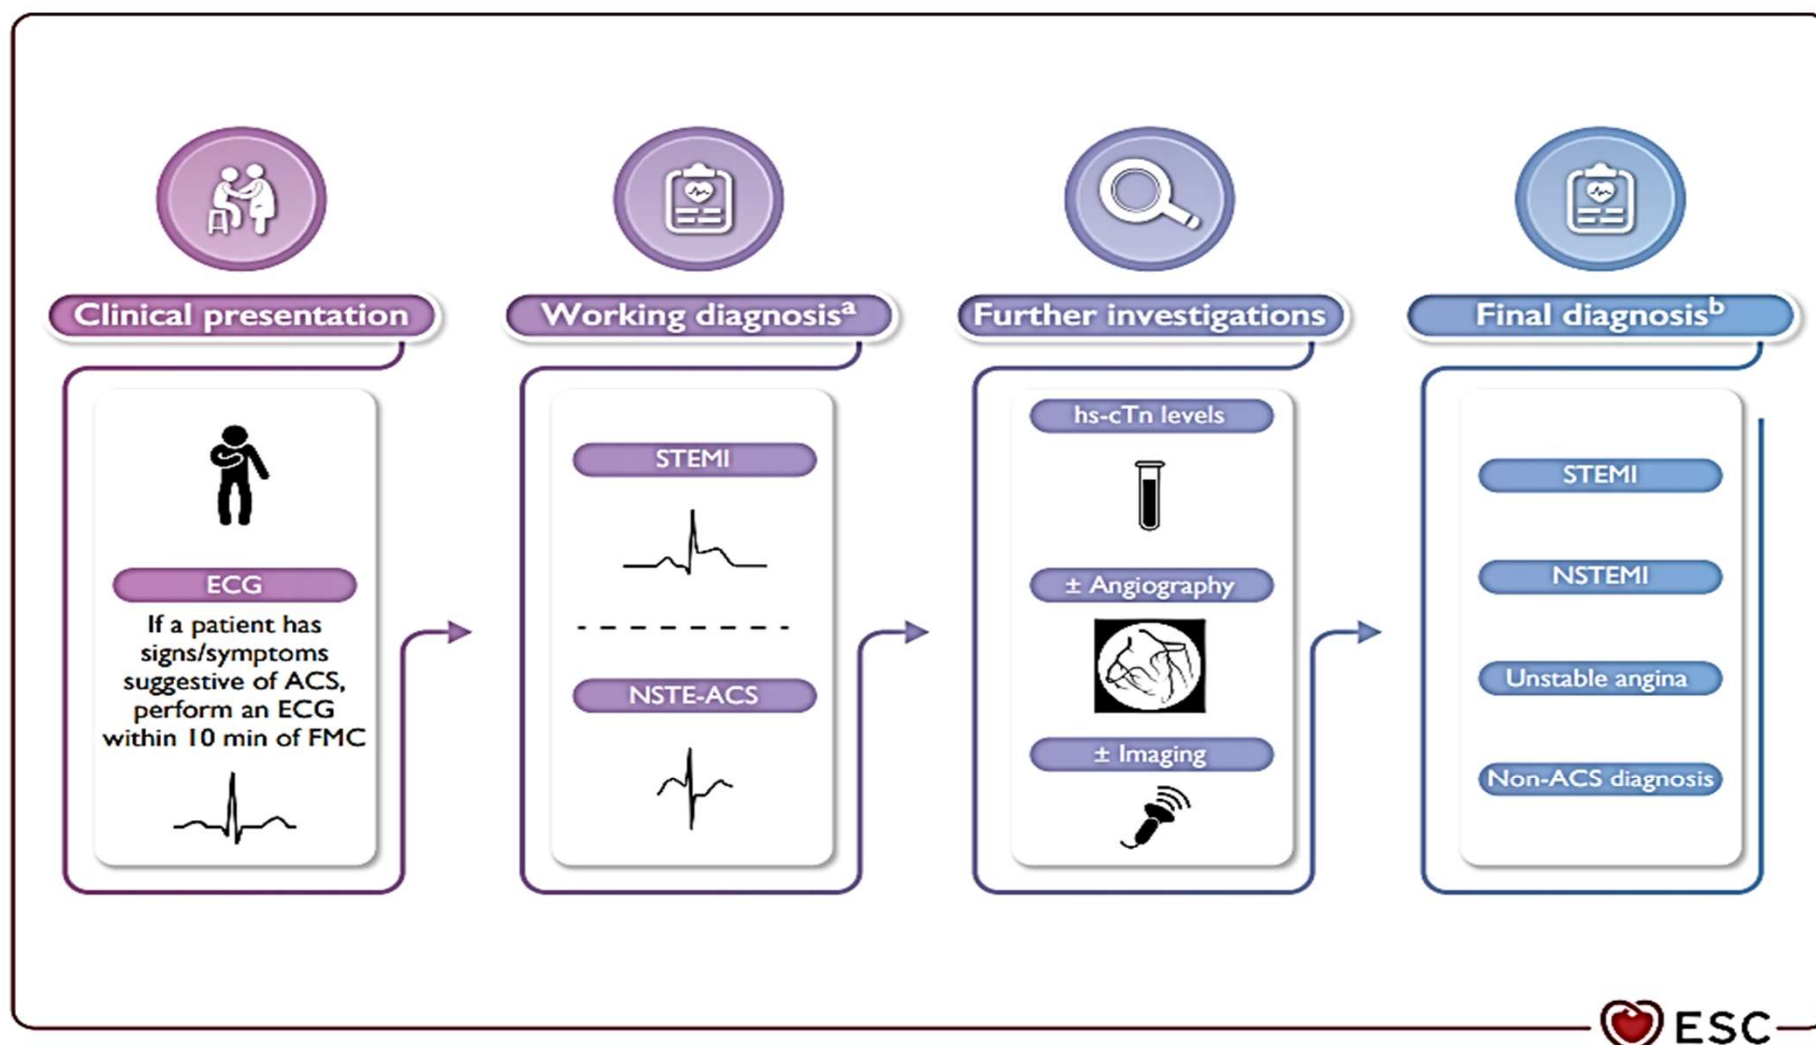 Clinical presentation
ECG
If a patient has
signs/symptoms
suggestive of ACS,
perform an ECG
within 10 min of FMC
Working diagnosisᵃ
STEMI
NSTE-ACS
Further investigations
hs-cTn levels
± Angiography
± Imaging
Final diagnosisᵇ
STEMI
NSTEMI
Unstable angina
Non-ACS diagnosis
ESC